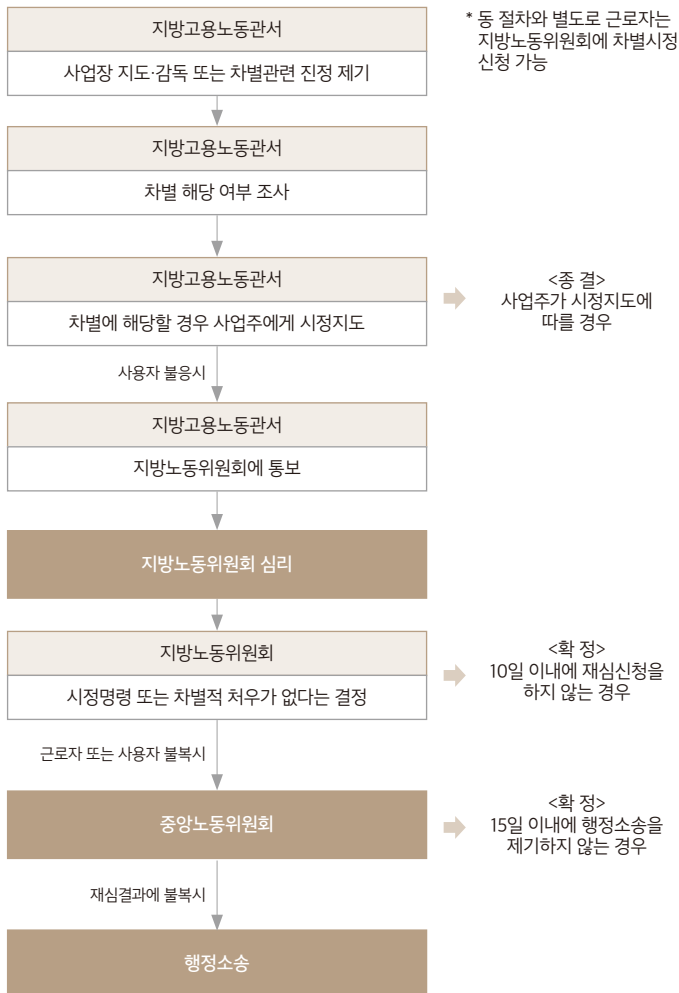 지방고용노동관서
사업장 지도·감독 또는 차별관련 진정 제기
* 동 절차와 별도로 근로자는
지방노동위원회에 차별시정
신청 가능
지방고용노동관서
차별 해당 여부 조사
지방고용노동관서
차별에 해당할 경우 사업주에게 시정지도
<종 결>
사업주가 시정지도에
따를 경우
사용자 불응시
지방고용노동관서
지방노동위원회에 통보
지방노동위원회 심리
지방노동위원회
시정명령 또는 차별적 처우가 없다는 결정
<확 정>
10일 이내에 재심신청을
하지 않는 경우
근로자 또는 사용자 불복시
중앙노동위원회
<확 정>
15일 이내에 행정소송을
제기하지 않는 경우
재심결과에 불복시
행정소송